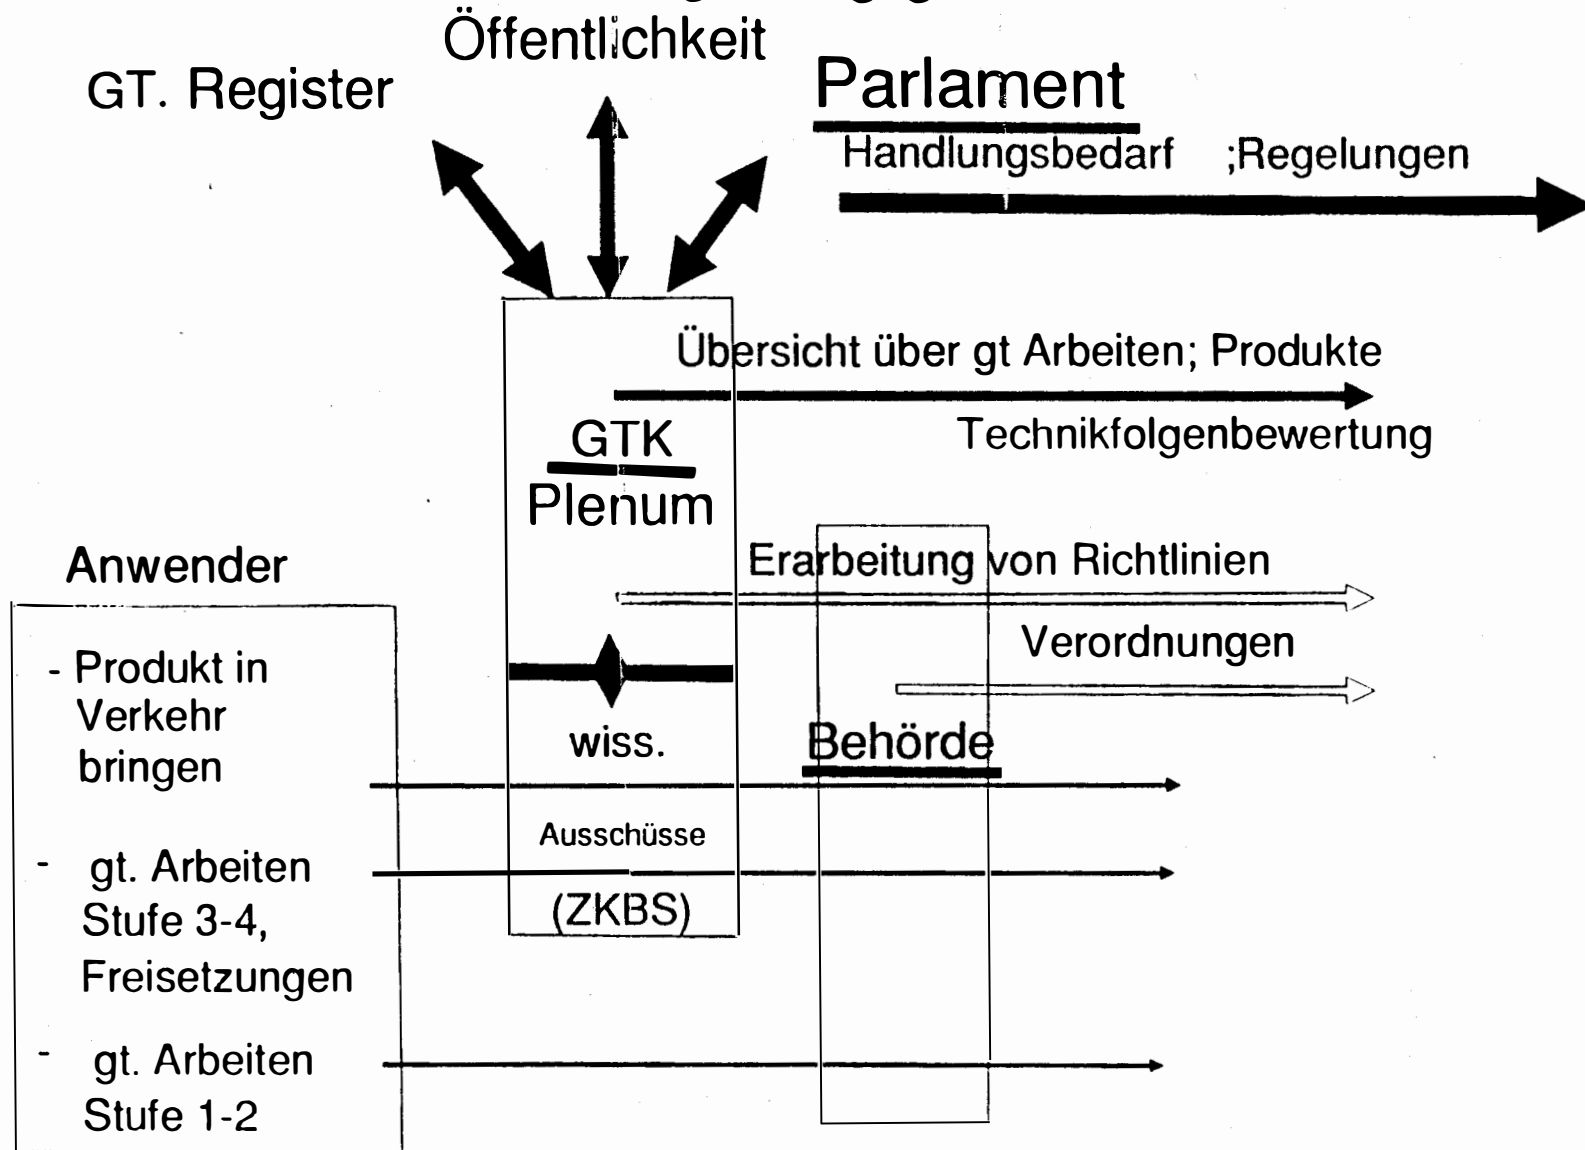 Öffentlichkeit
GT. Register
Parlament
Handlungsbedarf ;Regelungen
Übersicht über gt Arbeiten; Produkte
Technikfolgenbewertung
GTK
Plenum
Erarbeitung von Richtlinien
Verordnungen
Anwender
- Produkt in
Verkehr
bringen
wiss.
Ausschüsse
(ZKBS)
Behörde
- gt. Arbeiten
Stufe 3-4,
Freisetzungen
- gt. Arbeiten
Stufe 1-2